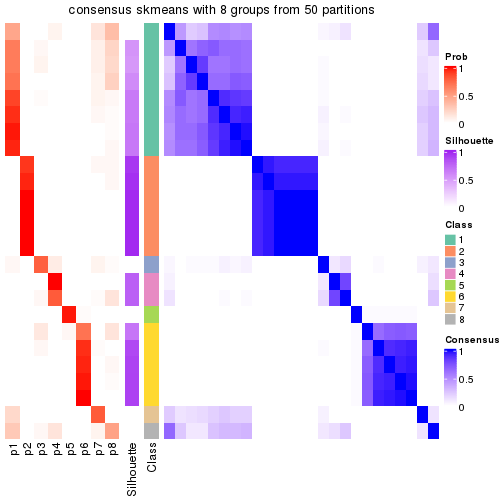 consensus skmeans with 8 groups from 50 partitions
Prob
1
0.5
0
Silhouette
1
0.5
0
Class
1
2
3
4
5
6
7
8
Consensus
1
0.5
0
p1
p2
p3
p4
p5
p6
p7
p8
Silhouette
Class